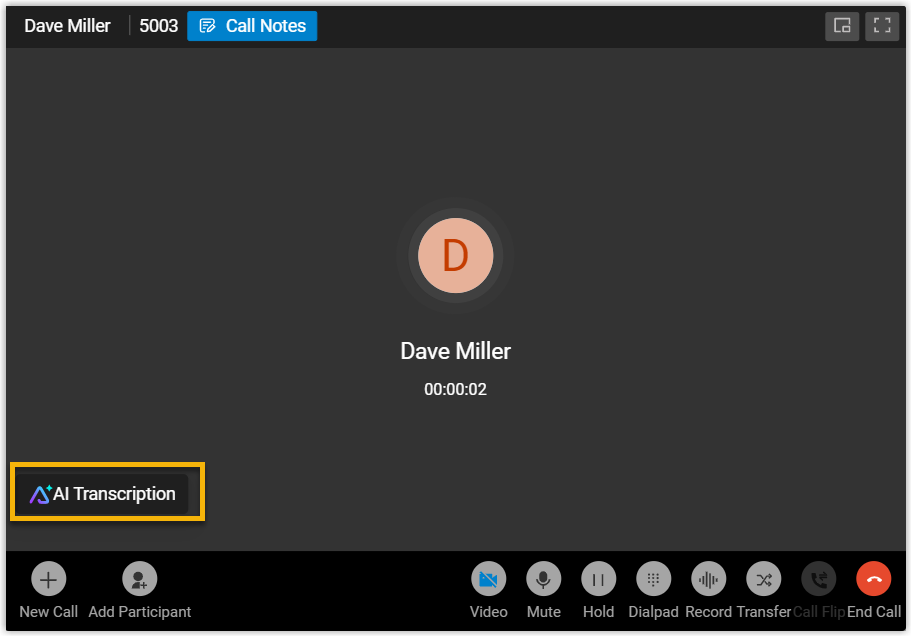 Dave Miller 5003 Call Notes
D
Dave Miller
00:00:02
AI Transcription
New Call Add Participant Video Mute Hold Dialpad Record Transfer Call Flip End Call